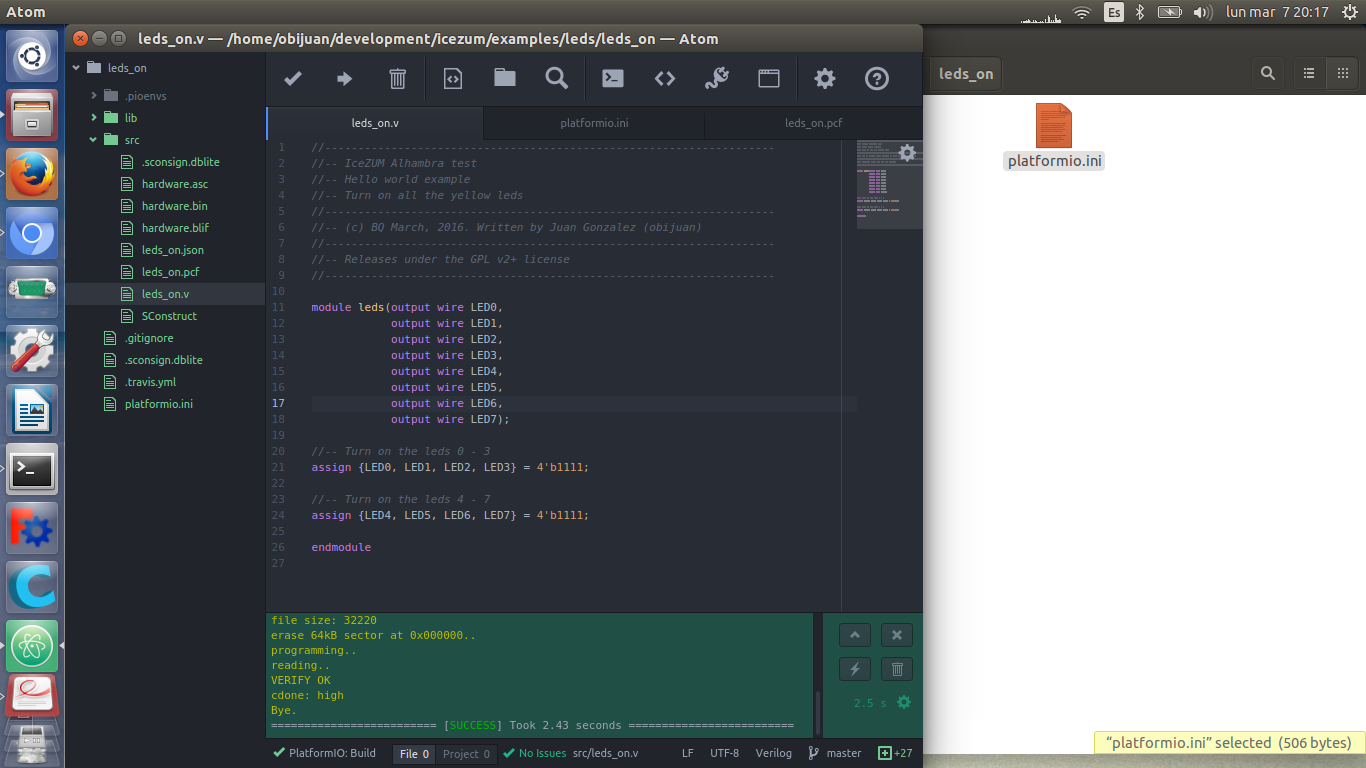 Atom
Es
lun mar 7 20:17
leds_on.v — /home/obijuan/development/icezum/examples/leds/leds_on — Atom
leds_on
.pioenvs
lib
src
.sconsign.dblite
hardware.asc
hardware.bin
hardware.blif
leds_on.json
leds_on.pcf
leds_on.v
SConstruct
.gitignore
.sconsign.dblite
.travis.yml
platformio.ini
leds_on.v
platformio.ini
leds_on.pcf
1 //--------------------------------------------------------------------
2 //-- IceZUM Alhambra test
3 //-- Hello world example
4 //-- Turn on all the yellow leds
5 //--------------------------------------------------------------------
6 //-- (c) BQ March, 2016. Written by Juan Gonzalez (obijuan)
7 //--------------------------------------------------------------------
8 //-- Releases under the GPL v2+ license
9 //--------------------------------------------------------------------
10
11 module leds(output wire LED0,
12 output wire LED1,
13 output wire LED2,
14 output wire LED3,
15 output wire LED4,
16 output wire LED5,
17 output wire LED6,
18 output wire LED7);
19
20 //-- Turn on the leds 0 - 3
21 assign {LED0, LED1, LED2, LED3} = 4'b1111;
22
23 //-- Turn on the leds 4 - 7
24 assign {LED4, LED5, LED6, LED7} = 4'b1111;
25
26 endmodule
27
file size: 32220
erase 64kB sector at 0x000000..
programming..
reading..
VERIFY OK
cdone: high
Bye.
========================= [SUCCESS] Took 2.43 seconds =========================
2.5 s
PlatformIO: Build File 0 Project 0 No Issues src/leds_on.v LF UTF-8 Verilog master +27
leds_on
platformio.ini
“platformio.ini” selected (506 bytes)